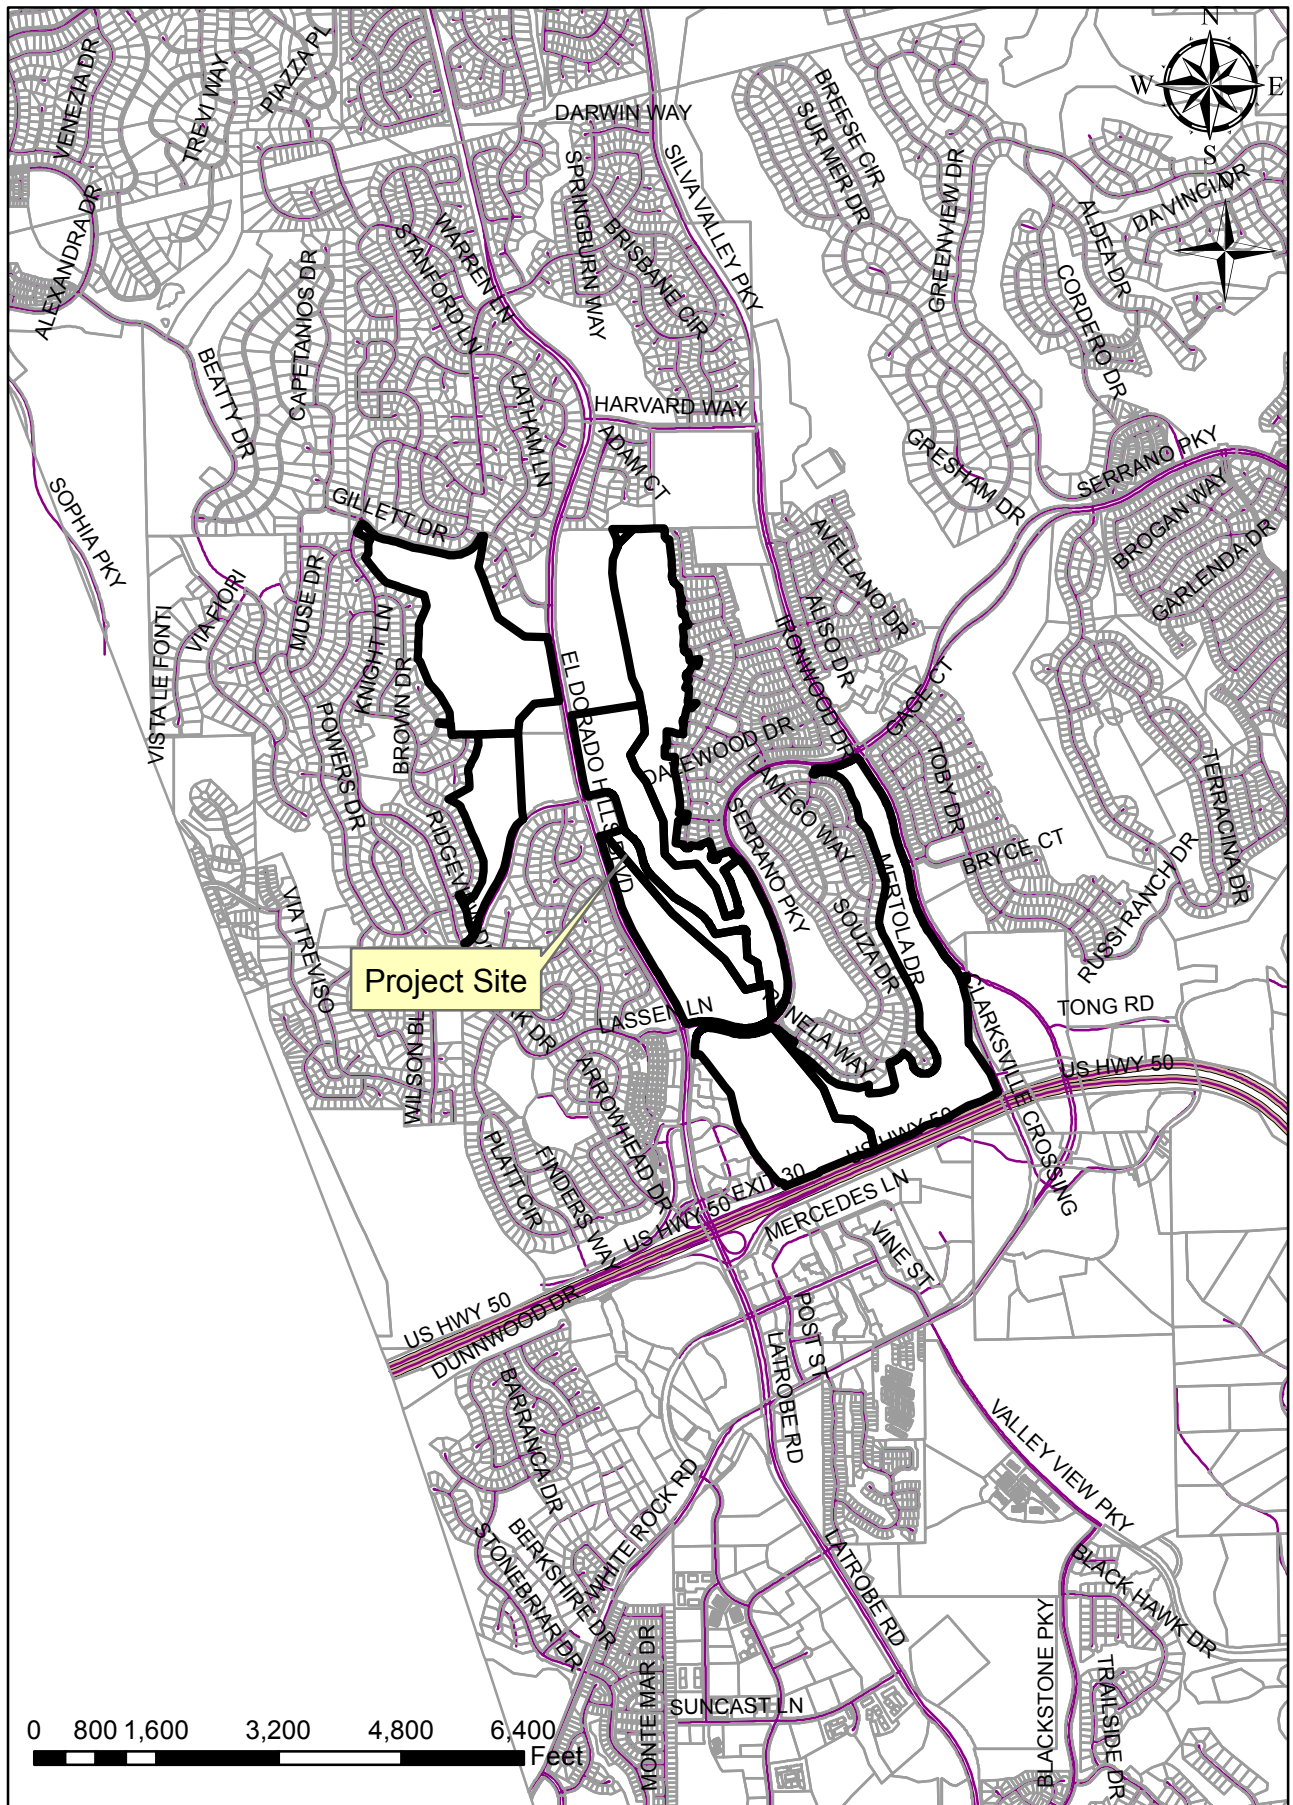 N
W
E
S
VENEZIA DR
TREVI WAY
PIAZZA PL
DARWIN WAY
BREESE CIR
SUR MER DR
SILVA VALLEY PKY
GREENVIEW DR
ALDEA DR
DA VINCI DR
ALEXANDRA DR
WARREN LN
STANFORD LN
SPRINGBURN WAY
BRISBANE CIR
CAPETANIOS DR
CORDERO DR
BEATTY DR
LATHAM LN
HARVARD WAY
ADAM CT
GRESHAM DR
SERRANO PKY
BROGAN WAY
GARLENDA DR
SOPHIA PKY
GILLETT DR
AVELLANO DR
ALISO DR
VIA FIORI
MUSE DR
KNIGHT LN
VISTA LE FONTI
IRONWOOD DR
GAGE CT
BROWN DR
EL DORADO HILLS BLVD
POWERS DR
DALEWOOD DR
LAMEGO WAY
TOBY DR
TERRACINA DR
SERRANO PKY
MERTOLA DR
BRYCE CT
RUSSI RANCH DR
SOUZA DR
VIA TREVISO
Project Site
LASSEN LN
CLARKSVILLE CROSSING
TONG RD
US HWY 50
ARROWHEAD DR
PLATT CIR
FINDERS WAY
US HWY 50
EXIT 30
MERCEDES LN
US HWY 50
VINE ST
US HWY 50
DUNNWOOD DR
POST ST
LATROBE RD
BARRANCA DR
VALLEY VIEW PKY
WHITE ROCK RD
BERKSHIRE DR
STONEBRIAR DR
LATROBE RD
BLACK HAWK DR
BLACKSTONE PKY
MONTE MAR DR
TRAILSIDE DR
SUNCAST LN
0 800 1,600 3,200 4,800 6,400
Feet